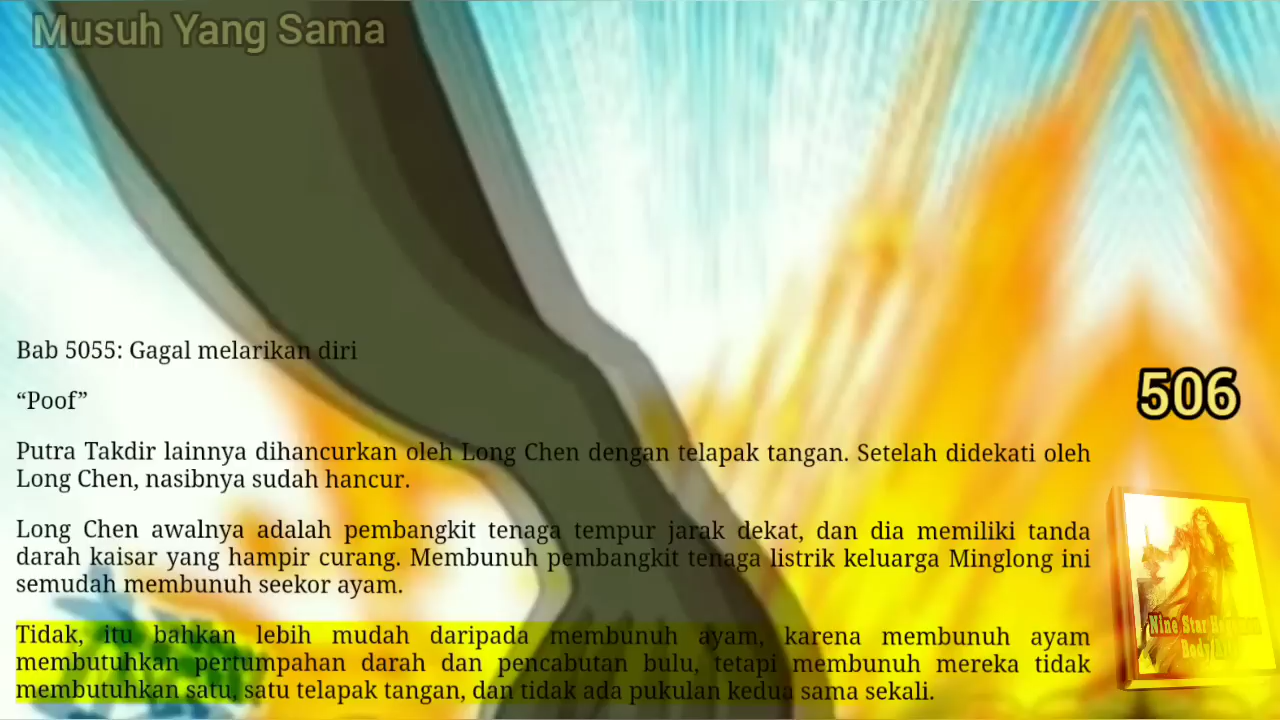 Musuh Yang Sama
Bab 5055: Gagal melarikan diri
“Poof”
506
Putra Takdir lainnya dihancurkan oleh Long Chen dengan telapak tangan. Setelah didekati oleh
Long Chen, nasibnya sudah hancur.
Long Chen awalnya adalah pembangkit tenaga tempur jarak dekat, dan dia memiliki tanda
darah kaisar yang hampir curang. Membunuh pembangkit tenaga listrik keluarga Minglong ini
semudah membunuh seekor ayam.
Tidak, itu bahkan lebih mudah daripada membunuh ayam, karena membunuh ayam
membutuhkan pertumpahan darah dan pencabutan bulu, tetapi membunuh mereka tidak
membutuhkan satu, satu telapak tangan, dan tidak ada pukulan kedua sama sekali.
Nine Star
Body